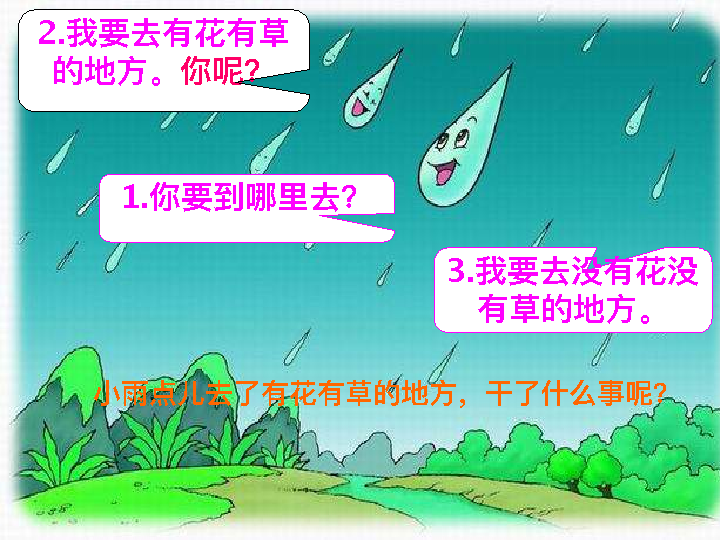 2.我要去有花有草
的地方。你呢?
1.你要到哪里去?
3.我要去没有花没
有草的地方。
小雨点儿去了有花有草的地方，干了什么事呢?